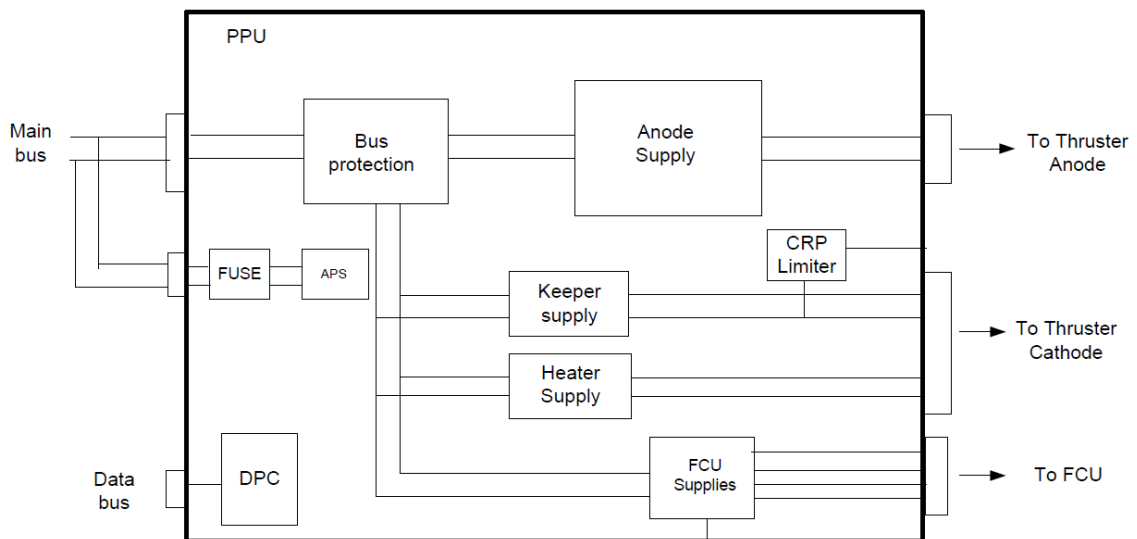 PPU
Main
bus
Bus
protection
Anode
Supply
To Thruster
Anode
CRP
Limiter
FUSE
APS
Keeper
supply
To Thruster
Cathode
Heater
Supply
Data
bus
DPC
FCU
Supplies
To FCU